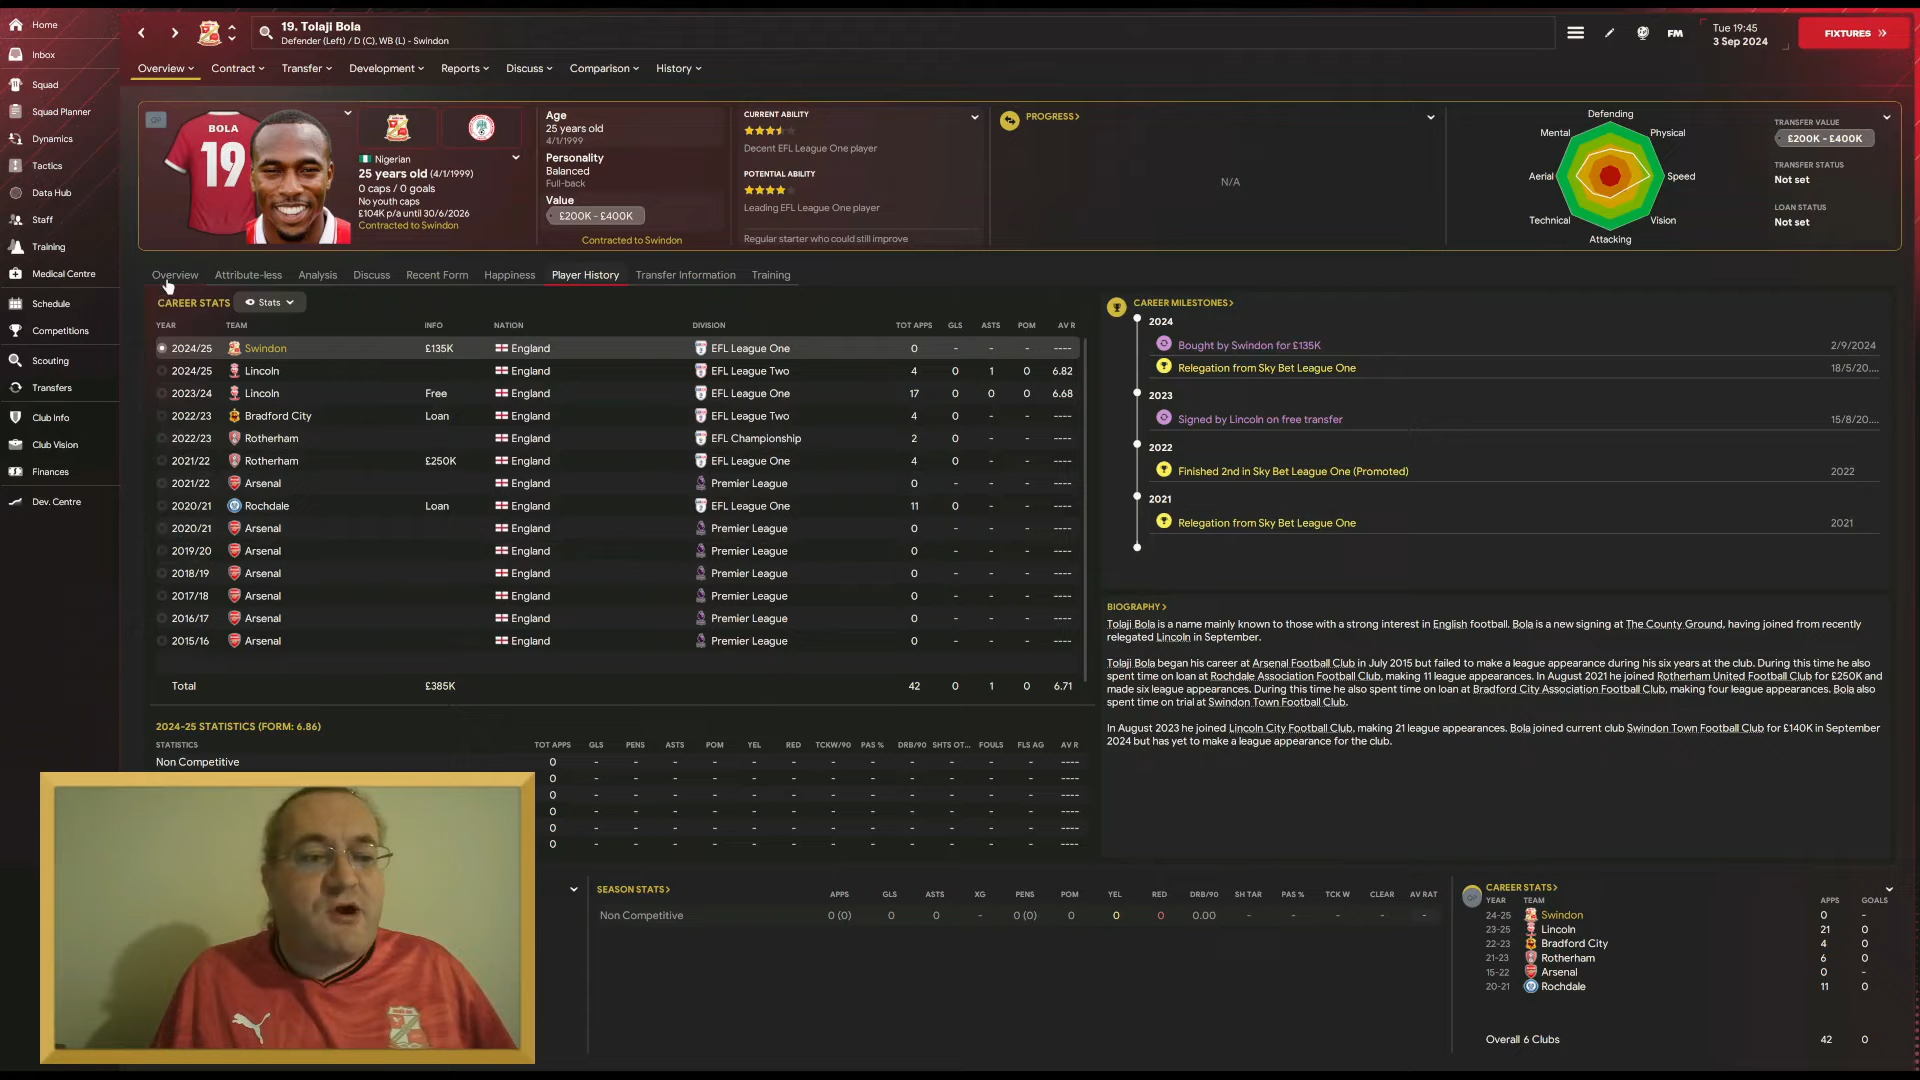 Home
Inbox
Squad
Squad Planner
Dynamics
Tactics
Data Hub
Staff
Training
Medical Centre
Schedule
Competitions
Scouting
Transfers
Club Info
Club Vision
Finances
Dev. Centre
19. Tolaji Bola
Defender (Left) / D (C), WB (L) - Swindon
FM
Tue 19:45
3 Sep 2024
FIXTURES
Overview Contract Transfer Development Reports Discuss Comparison History
BOLA
19
Nigerian
25 years old (4/1/1999)
0 caps / 0 goals
No youth caps
£104K p/a until 30/6/2026
Contracted to Swindon
Age
25 years old
4/1/1999
Personality
Balanced
Full-back
Value
£200K - £400K
Contracted to Swindon
CURRENT ABILITY
Decent EFL League One player
POTENTIAL ABILITY
Leading EFL League One player
Regular starter who could still improve
PROGRESS>
N/A
Defending
Mental Physical
Aerial Speed
Technical Vision
Attacking
TRANSFER VALUE
£200K - £400K
TRANSFER STATUS
Not set
LOAN STATUS
Not set
Overview Attribute-less Analysis Discuss Recent Form Happiness Player History Transfer Information Training
CAREER STATS Stats
YEAR TEAM INFO NATION DIVISION TOT APPS GLS ASTS POM AV R
2024/25 Swindon £135K England EFL League One 0 - - - ----
2024/25 Lincoln England EFL League Two 4 0 1 0 6.82
2023/24 Lincoln Free England EFL League One 17 0 0 0 6.68
2022/23 Bradford City Loan England EFL League Two 4 0 - - ----
2022/23 Rotherham England EFL Championship 2 0 - - ----
2021/22 Rotherham £250K England EFL League One 4 0 - - ----
2021/22 Arsenal England Premier League 0 - - - ----
2020/21 Rochdale Loan England EFL League One 11 0 - - ----
2020/21 Arsenal England Premier League 0 - - - ----
2019/20 Arsenal England Premier League 0 - - - ----
2018/19 Arsenal England Premier League 0 - - - ----
2017/18 Arsenal England Premier League 0 - - - ----
2016/17 Arsenal England Premier League 0 - - - ----
2015/16 Arsenal England Premier League 0 - - - ----
Total £385K 42 0 1 0 6.71
CAREER MILESTONES>
2024
Bought by Swindon for £135K 2/9/2024
Relegation from Sky Bet League One 18/5/20....
2023
Signed by Lincoln on free transfer 15/8/20....
2022
Finished 2nd in Sky Bet League One (Promoted) 2022
2021
Relegation from Sky Bet League One 2021
BIOGRAPHY>
Tolaji Bola is a name mainly known to those with a strong interest in English football. Bola is a new signing at The County Ground, having joined from recently
relegated Lincoln in September.
Tolaji Bola began his career at Arsenal Football Club in July 2015 but failed to make a league appearance during his six years at the club. During this time he also
spent time on loan at Rochdale Association Football Club, making 11 league appearances. In August 2021 he joined Rotherham United Football Club for £250K and
made six league appearances. During this time he also spent time on loan at Bradford City Association Football Club, making four league appearances. Bola also
spent time on trial at Swindon Town Football Club.
In August 2023 he joined Lincoln City Football Club, making 21 league appearances. Bola joined current club Swindon Town Football Club for £140K in September
2024 but has yet to make a league appearance for the club.
2024-25 STATISTICS (FORM: 6.86)
STATISTICS TOT APPS GLS PENS ASTS POM YEL RED TCKW/90 PAS % DRB/90 SHTS OT... FOULS FLS AG AV R
Non Competitive 0 - - - - - - - - - - - - ----
0 - - - - - - - - - - - - ----
0 - - - - - - - - - - - - ----
0 - - - - - - - - - - - - ----
0 - - - - - - - - - - - - ----
0 - - - - - - - - - - - - ----
SEASON STATS> APPS GLS ASTS XG PENS POM YEL RED DRB/90 SH TAR PAS % TCK W CLEAR AV RAT
Non Competitive 0 (0) 0 0 - 0 (0) 0 0 0 0.00 - - - - -
CAREER STATS>
YEAR TEAM APPS GOALS
24-25 Swindon 0 -
23-25 Lincoln 21 0
22-23 Bradford City 4 0
21-23 Rotherham 6 0
15-22 Arsenal 0 -
20-21 Rochdale 11 0
Overall 6 Clubs 42 0